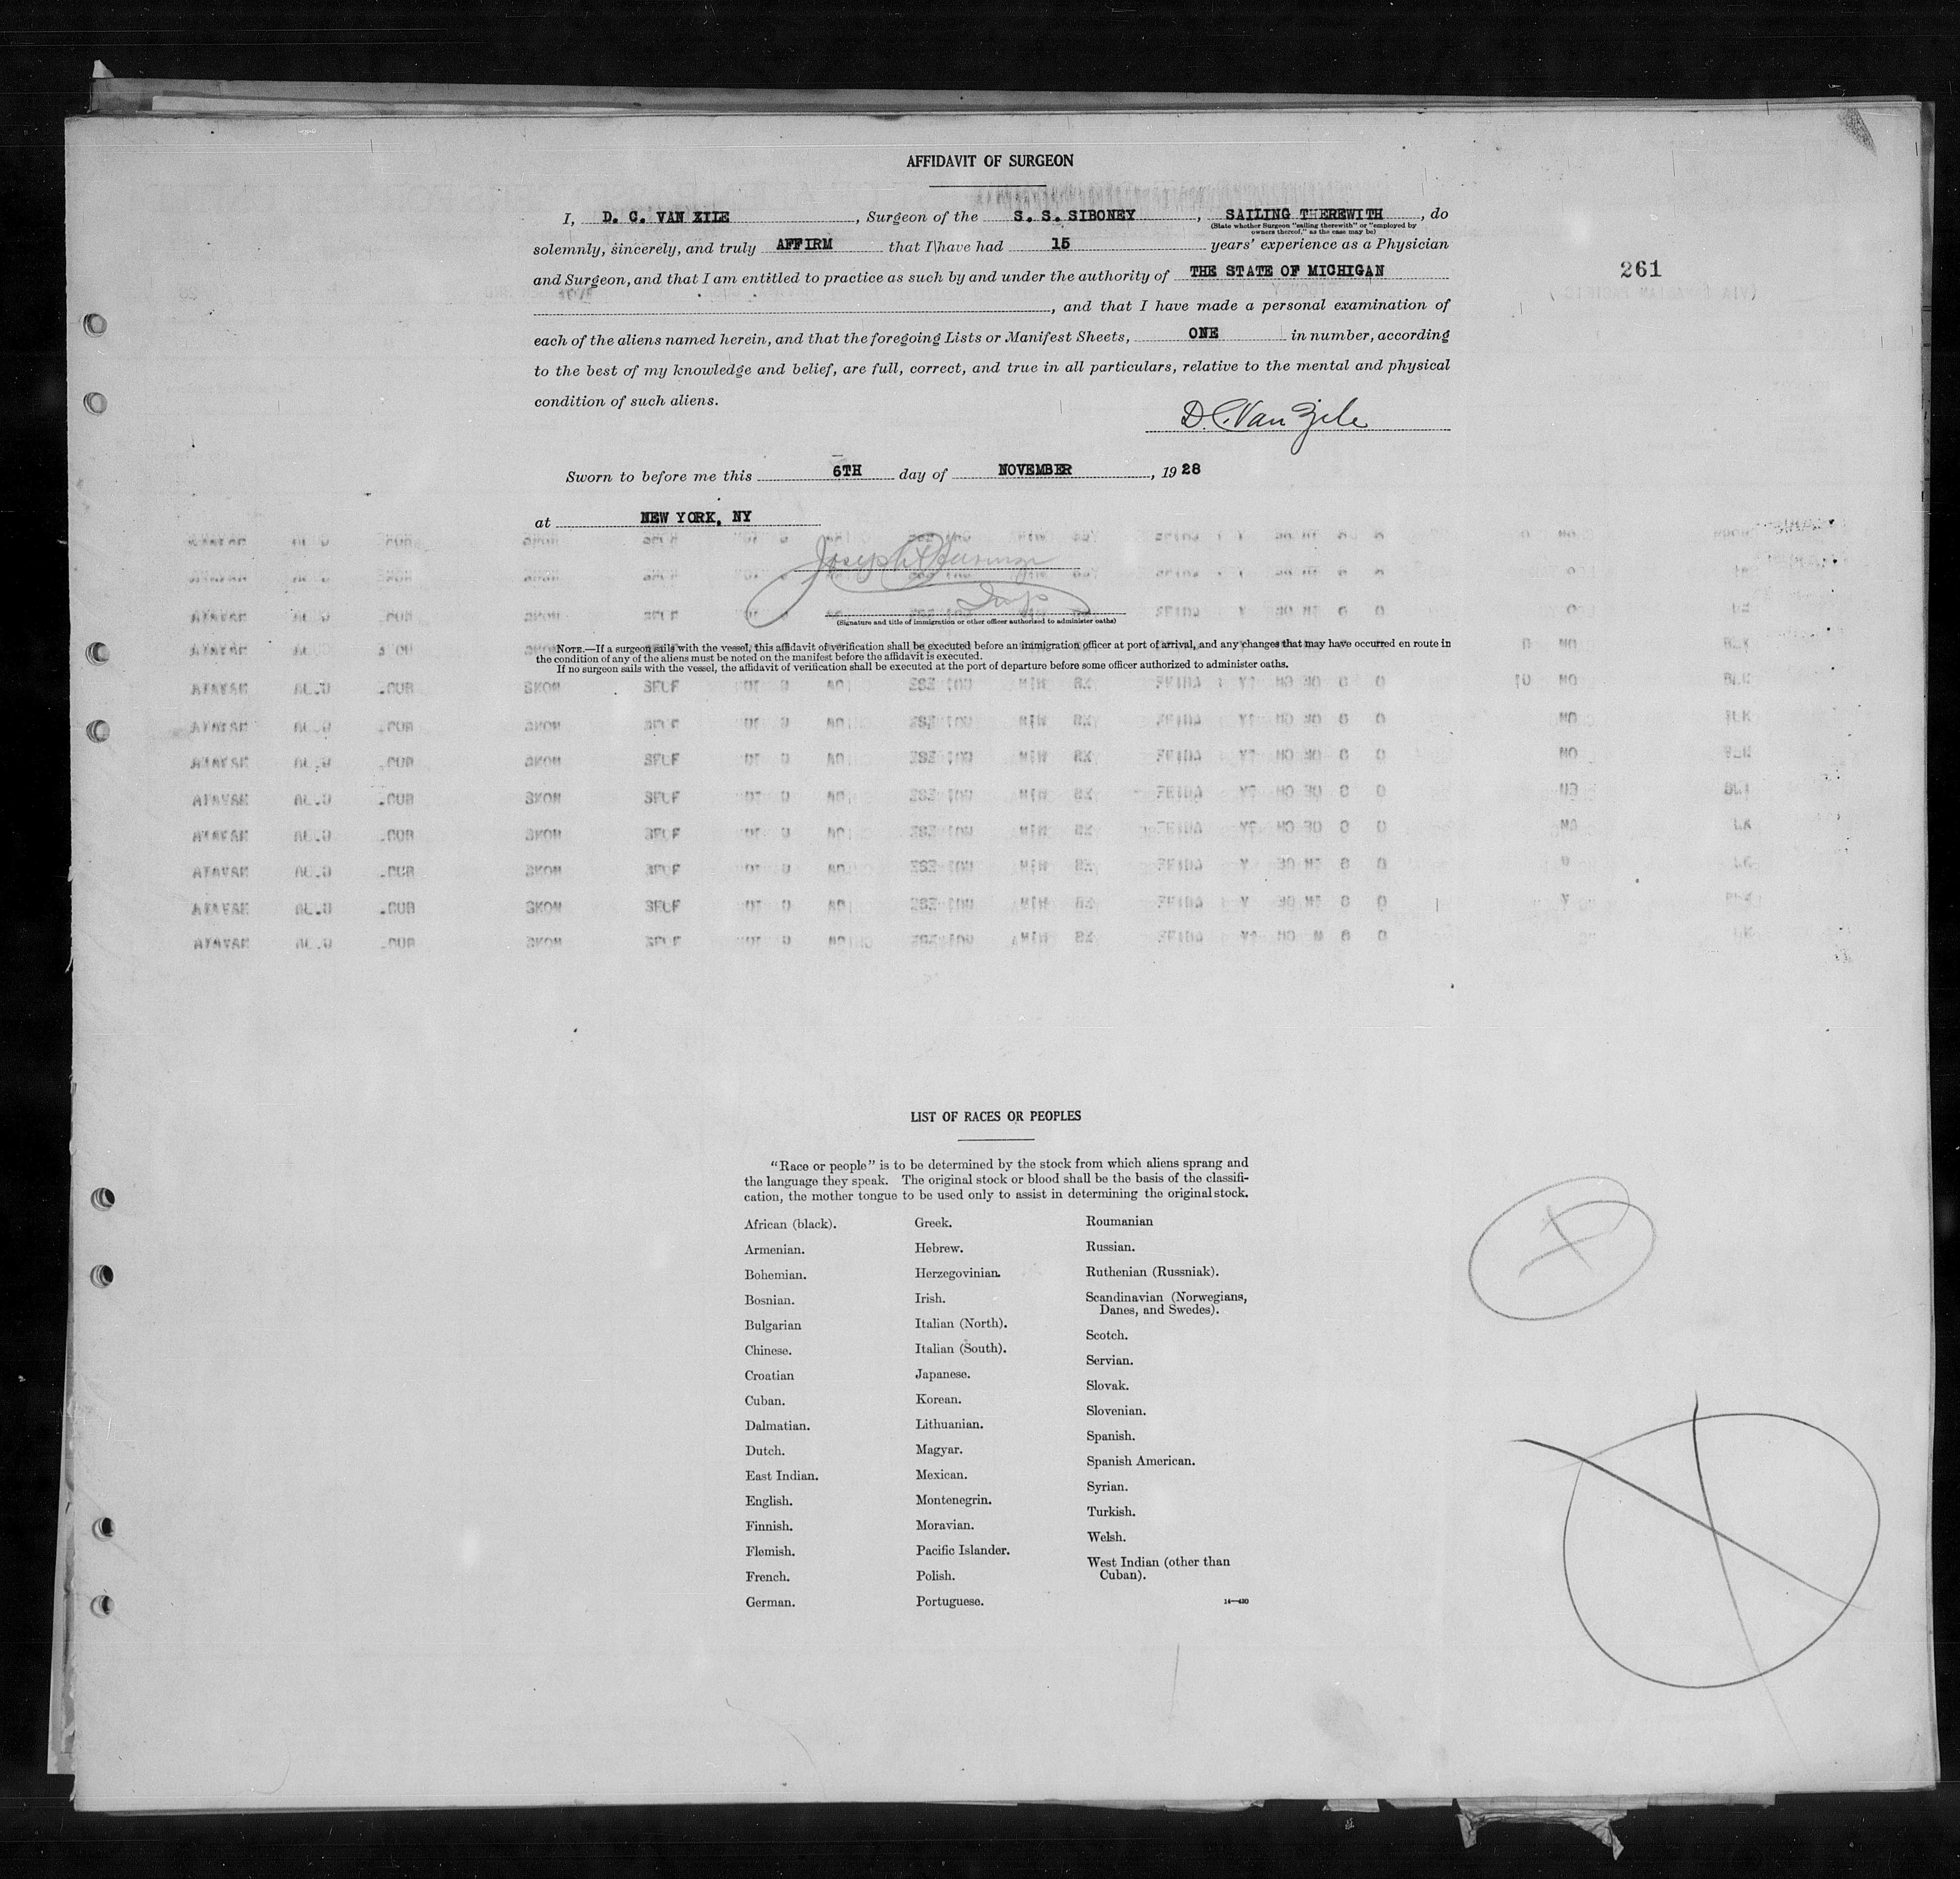 AFFIDAVIT OF SURGEON
I, D. C. VAN ZILE, Surgeon of the S. S. SIBONEY, SAILING THEREWITH, do
(State whether Surgeon "sailing therewith" or "employed by
owners thereof," as the case may be)
solemnly, sincerely, and truly AFFIRM that I have had 15 years' experience as a Physician
and Surgeon, and that I am entitled to practice as such by and under the authority of THE STATE OF MICHIGAN
261
, and that I have made a personal examination of
each of the aliens named herein, and that the foregoing Lists or Manifest Sheets, ONE in number, according
to the best of my knowledge and belief, are full, correct, and true in all particulars, relative to the mental and physical
condition of such aliens.
D. C. Van Zile
Sworn to before me this 6TH day of NOVEMBER, 1928
at NEW YORK, NY
Joseph
Insp
(Signature and title of immigration or other officer authorized to administer oaths)
NOTE.—If a surgeon sails with the vessel, this affidavit of verification shall be executed before an immigration officer at port of arrival, and any changes that may have occurred en route in
the condition of any of the aliens must be noted on the manifest before the affidavit is executed.
If no surgeon sails with the vessel, the affidavit of verification shall be executed at the port of departure before some officer authorized to administer oaths.
LIST OF RACES OR PEOPLES
"Race or people" is to be determined by the stock from which aliens sprang and
the language they speak. The original stock or blood shall be the basis of the classifi-
cation, the mother tongue to be used only to assist in determining the original stock.
African (black).
Armenian.
Bohemian.
Bosnian.
Bulgarian
Chinese.
Croatian
Cuban.
Dalmatian.
Dutch.
East Indian.
English.
Finnish.
Flemish.
French.
German.
Greek.
Hebrew.
Herzegovinian.
Irish.
Italian (North).
Italian (South).
Japanese.
Korean.
Lithuanian.
Magyar.
Mexican.
Montenegrin.
Moravian.
Pacific Islander.
Polish.
Portuguese.
Roumanian
Russian.
Ruthenian (Russniak).
Scandinavian (Norwegians,
Danes, and Swedes).
Scotch.
Servian.
Slovak.
Slovenian.
Spanish.
Spanish American.
Syrian.
Turkish.
Welsh.
West Indian (other than
Cuban).
14—430